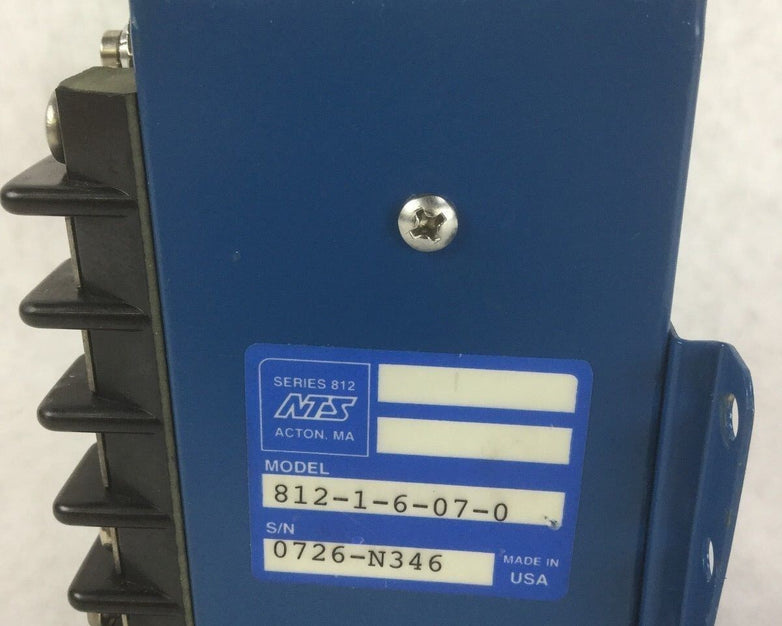 SERIES 812
NTS
ACTON, MA
MODEL
812-1-6-07-0
S/N
0726-N346
MADE IN
USA